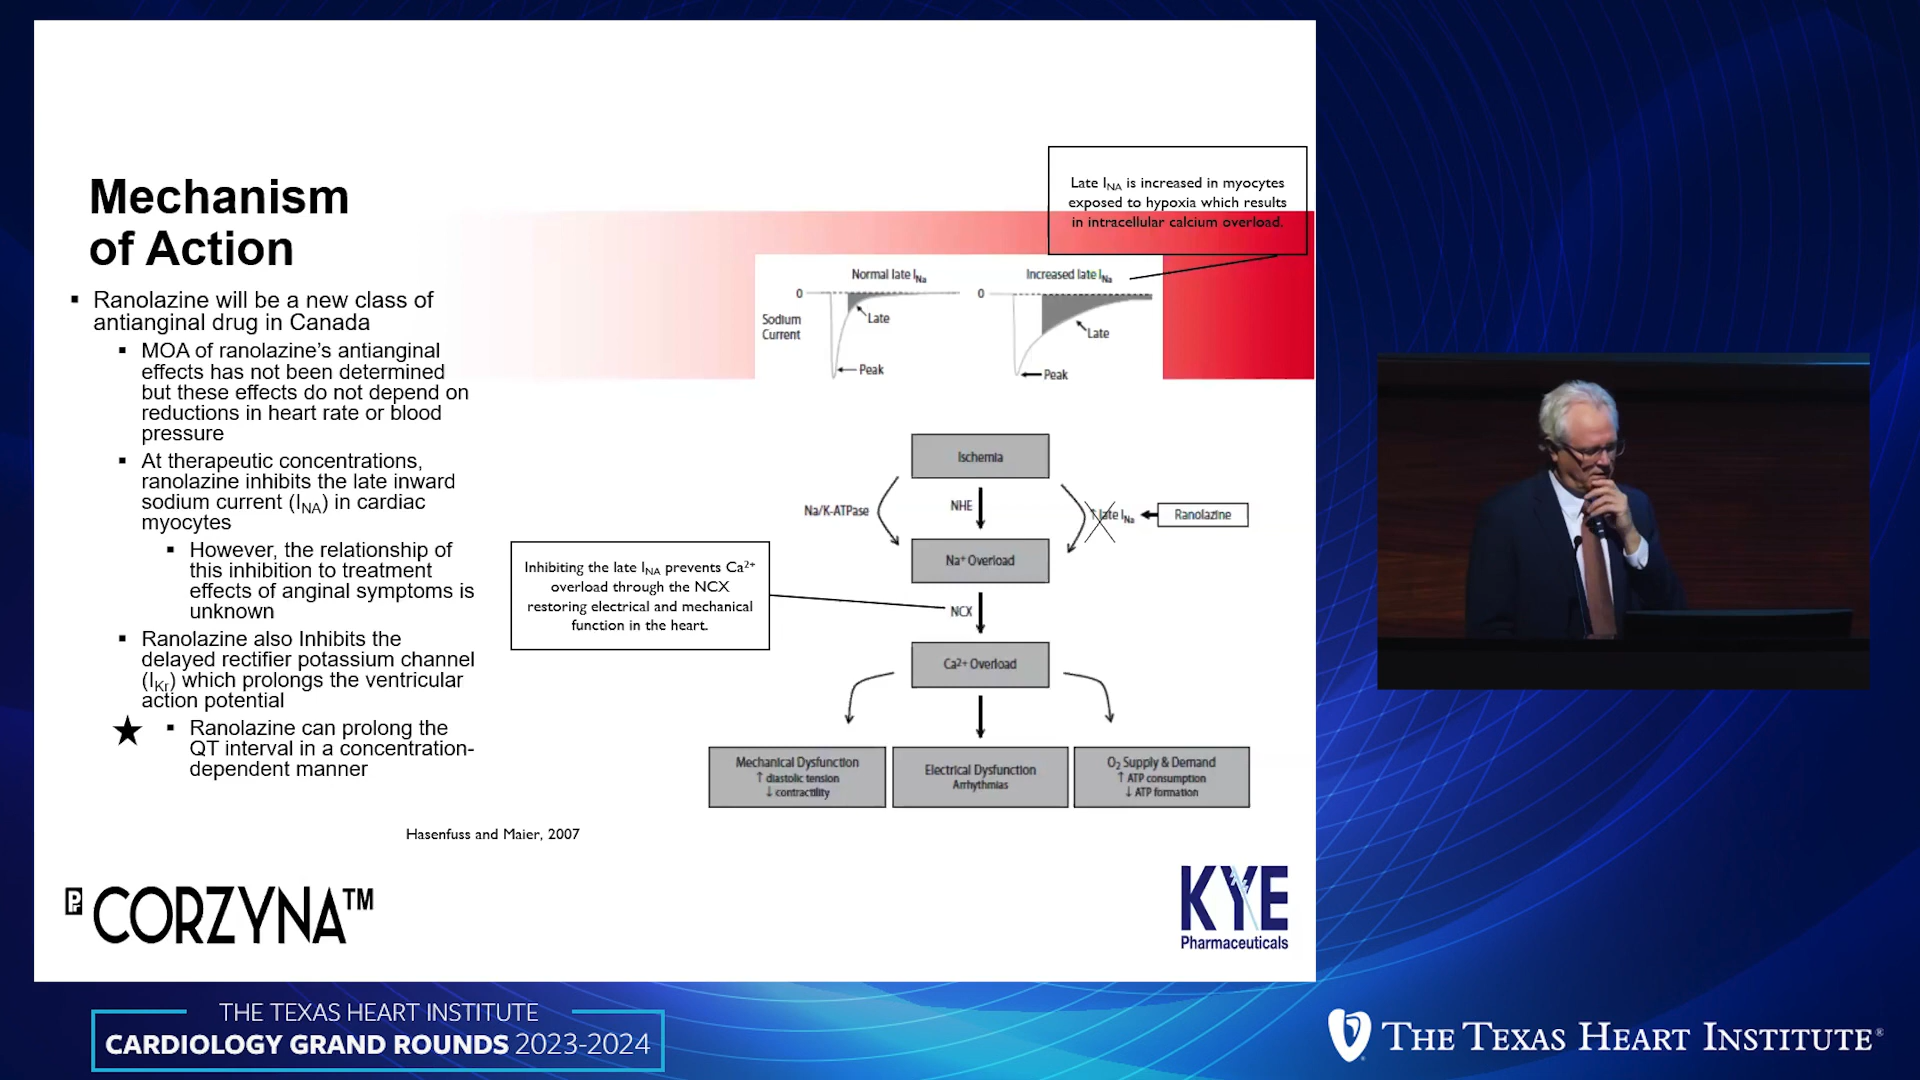 Mechanism
of Action
▪ Ranolazine will be a new class of
antianginal drug in Canada
▪ MOA of ranolazine's antianginal
effects has not been determined
but these effects do not depend on
reductions in heart rate or blood
pressure
▪ At therapeutic concentrations,
ranolazine inhibits the late inward
sodium current (INA) in cardiac
myocytes
▪ However, the relationship of
this inhibition to treatment
effects of anginal symptoms is
unknown
▪ Ranolazine also Inhibits the
delayed rectifier potassium channel
(IKr) which prolongs the ventricular
action potential
★ ▪ Ranolazine can prolong the
QT interval in a concentration-
dependent manner
Late INA is increased in myocytes
exposed to hypoxia which results
in intracellular calcium overload.
Normal late INa
Increased late INa
0
0
Sodium
Current
Late
Late
Peak
Peak
Ischemia
Na/K-ATPase
NHE
↑ late INa
Ranolazine
Na+ Overload
Inhibiting the late INA prevents Ca2+
overload through the NCX
restoring electrical and mechanical
function in the heart.
NCX
Ca2+ Overload
Mechanical Dysfunction
↑ diastolic tension
↓ contractility
Electrical Dysfunction
Arrhythmias
O2 Supply & Demand
↑ ATP consumption
↓ ATP formation
Hasenfuss and Maier, 2007
Pr CORZYNA™
KYE
Pharmaceuticals
THE TEXAS HEART INSTITUTE
CARDIOLOGY GRAND ROUNDS 2023-2024
THE TEXAS HEART INSTITUTE®